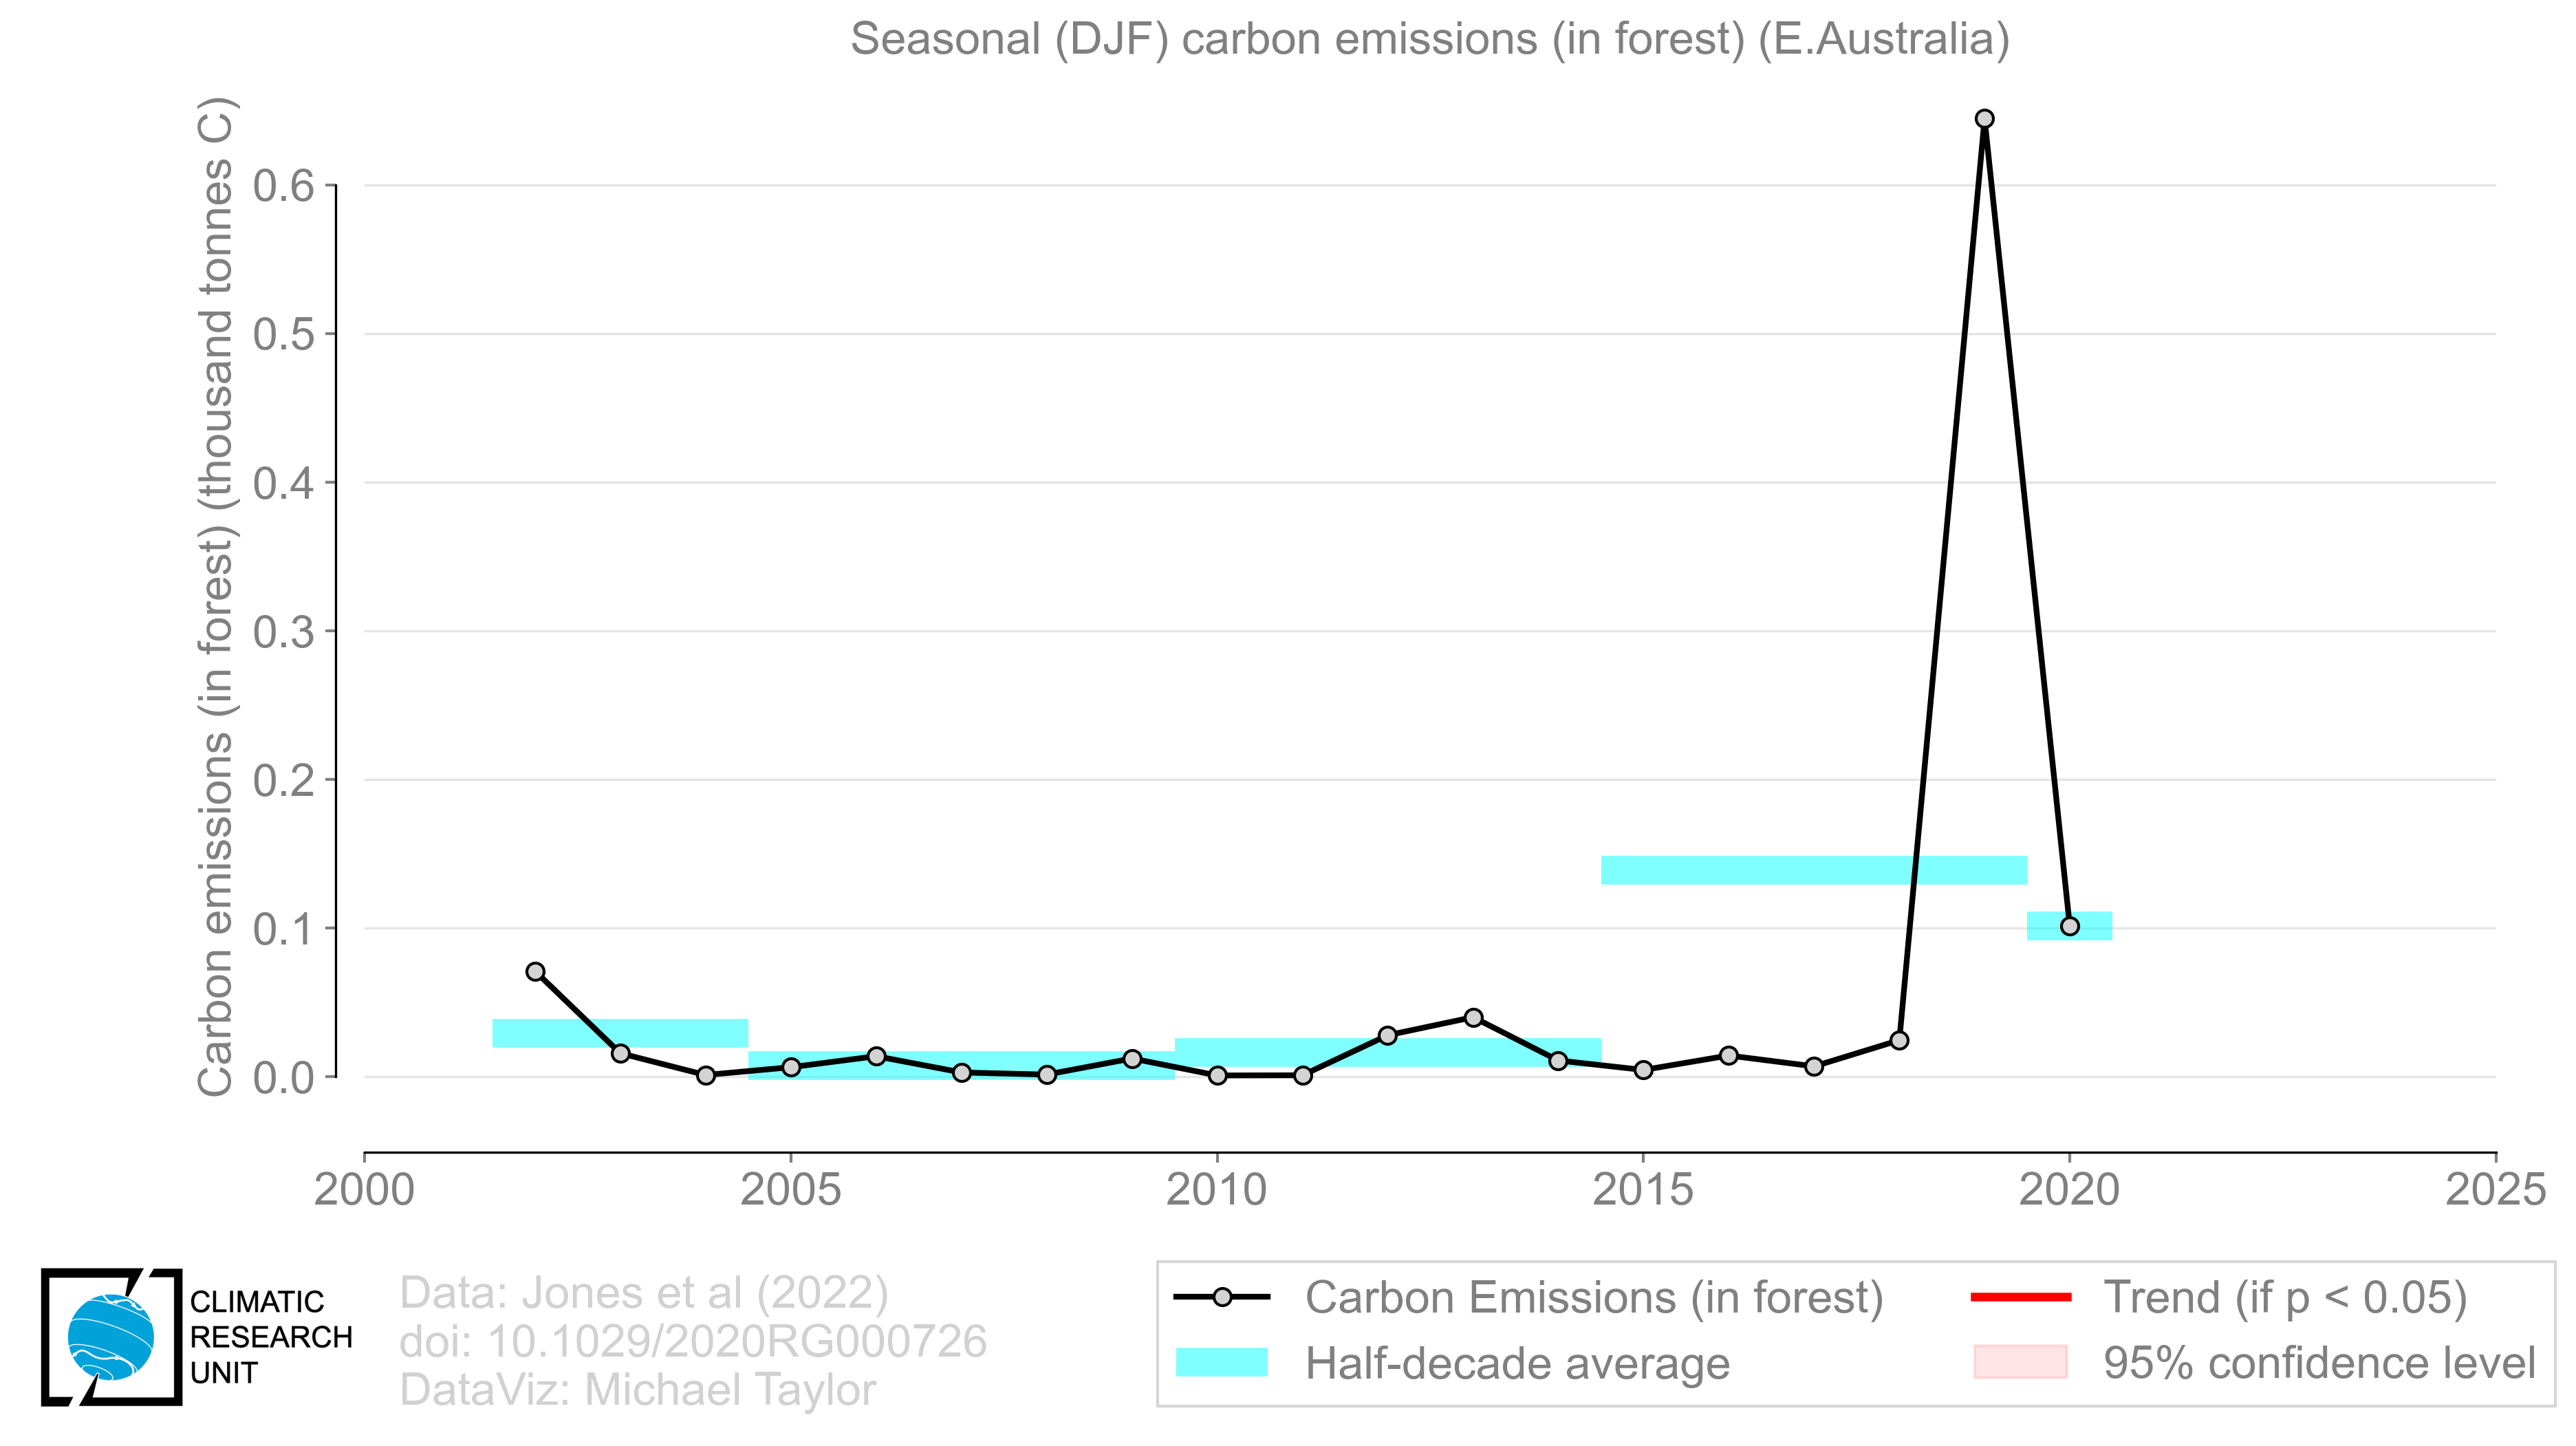 Seasonal (DJF) carbon emissions (in forest) (E.Australia)
Carbon emissions (in forest) (thousand tonnes C)
0.6
0.5
0.4
0.3
0.2
0.1
0.0
2000
2005
2010
2015
2020
2025
CLIMATIC
RESEARCH
UNIT
Data: Jones et al (2022)
doi: 10.1029/2020RG000726
DataViz: Michael Taylor
Carbon Emissions (in forest)
Half-decade average
Trend (if p < 0.05)
95% confidence level